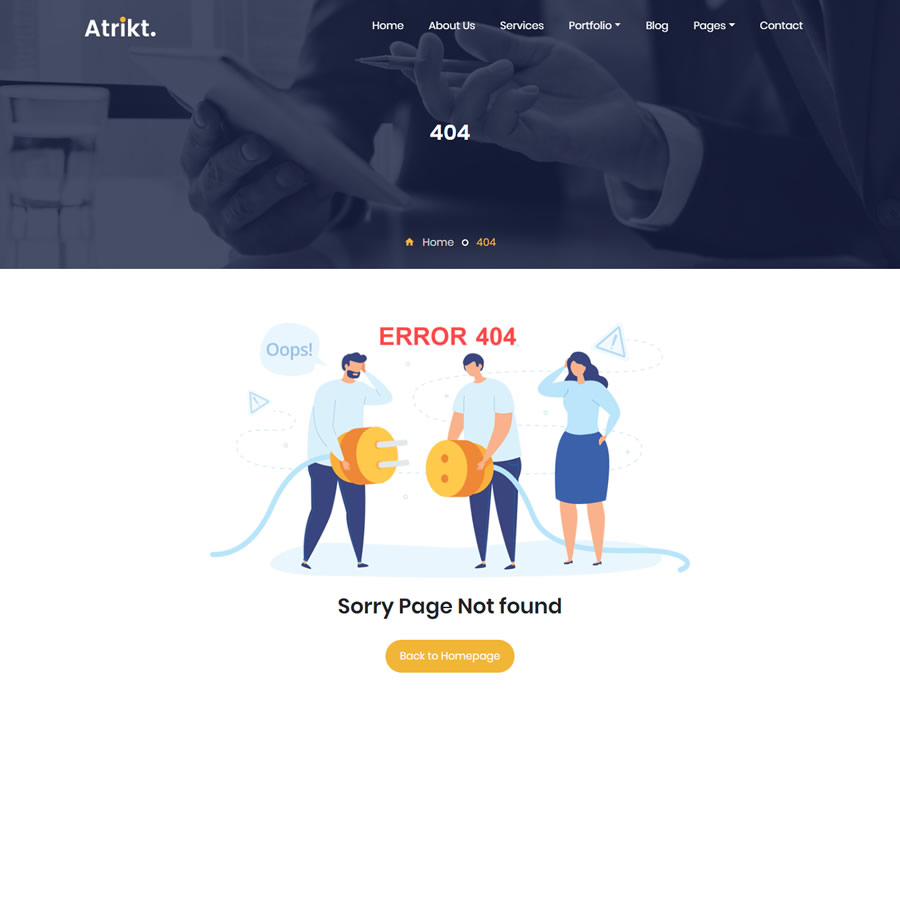 Atrikt.
Home About Us Services Portfolio Blog Pages Contact
404
Home 404
ERROR 404
Oops!
Sorry Page Not found
Back to Homepage